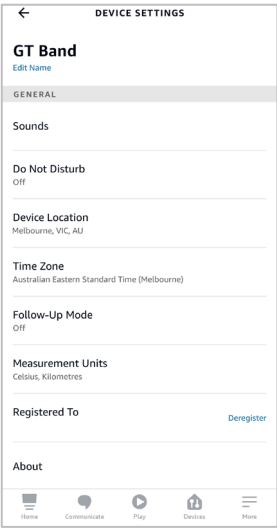 DEVICE SETTINGS
GT Band
Edit Name
GENERAL
Sounds
Do Not Disturb
Off
Device Location
Melbourne, VIC, AU
Time Zone
Australian Eastern Standard Time (Melbourne)
Follow-Up Mode
Off
Measurement Units
Celsius, Kilometres
Registered To
Deregister
About
Home Communicate Play Devices More